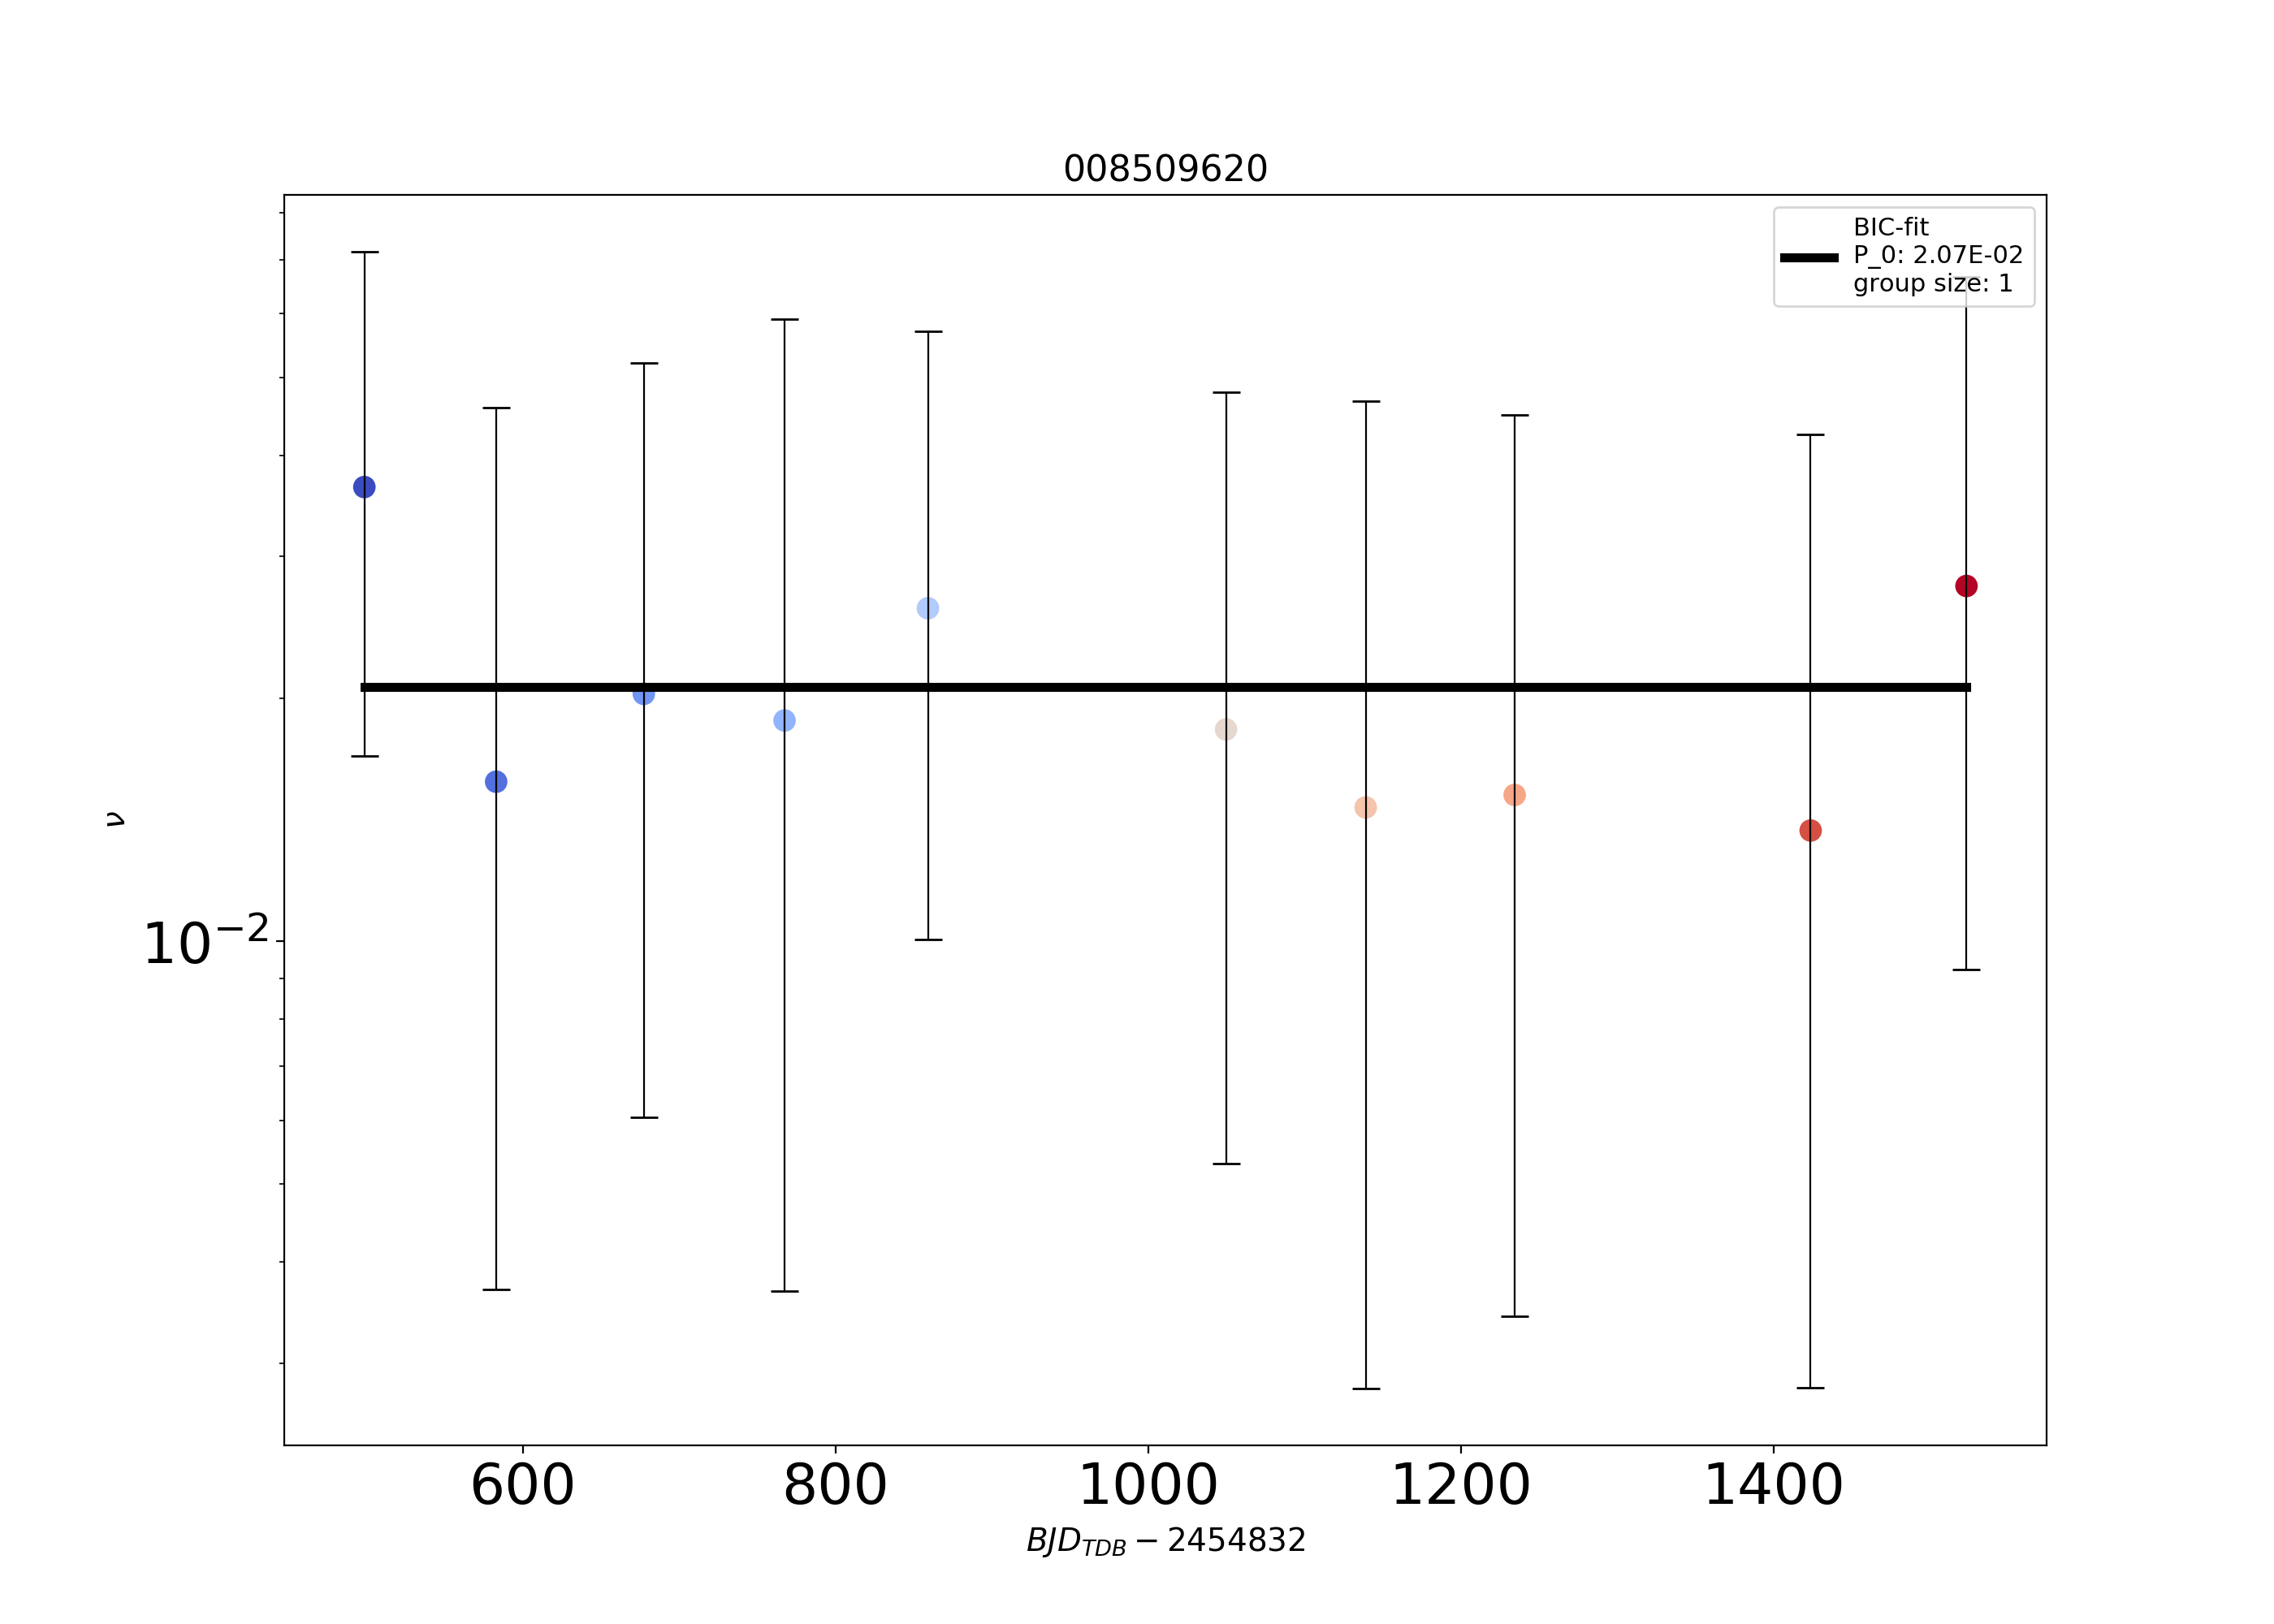 008509620
BIC-fit
P_0: 2.07E-02
group size: 1
ν
10⁻²
600 800 1000 1200 1400
BJD_TDB − 2454832